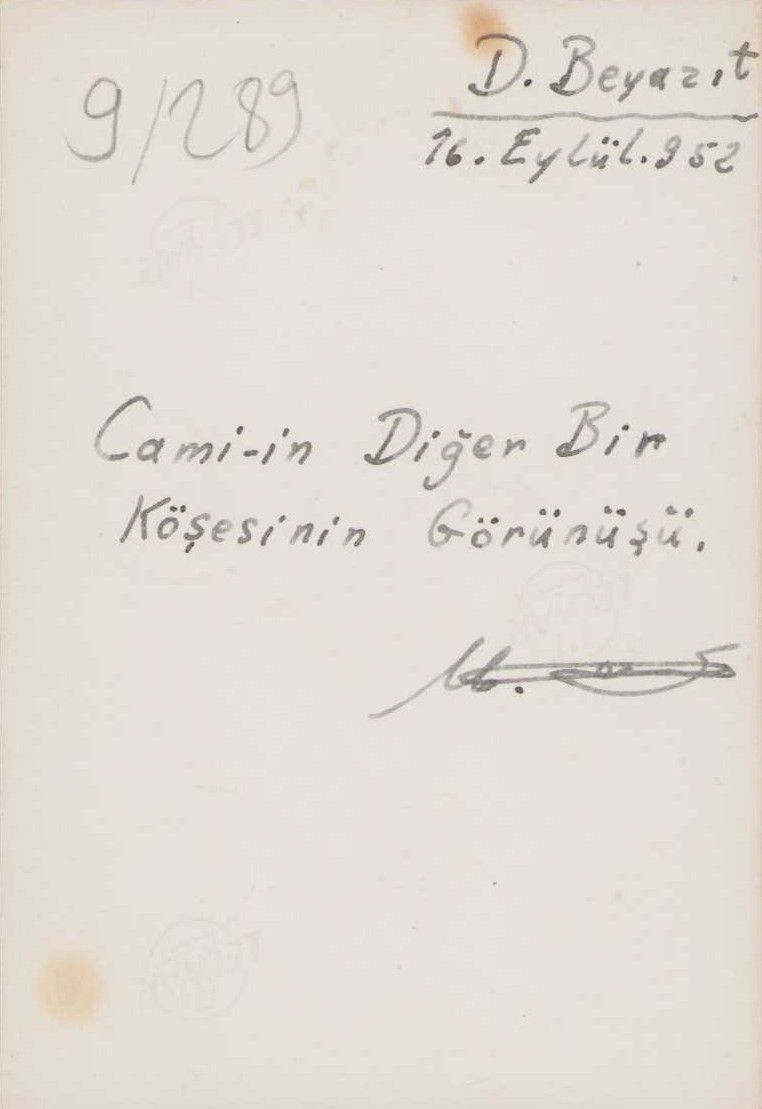 9/289
D. Beyazıt
16. Eylül.952
Cami-in Diğer Bir
Köşesinin Görünüşü.